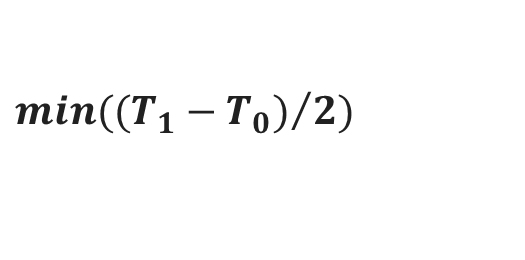 min((T₁ − T₀)/2)